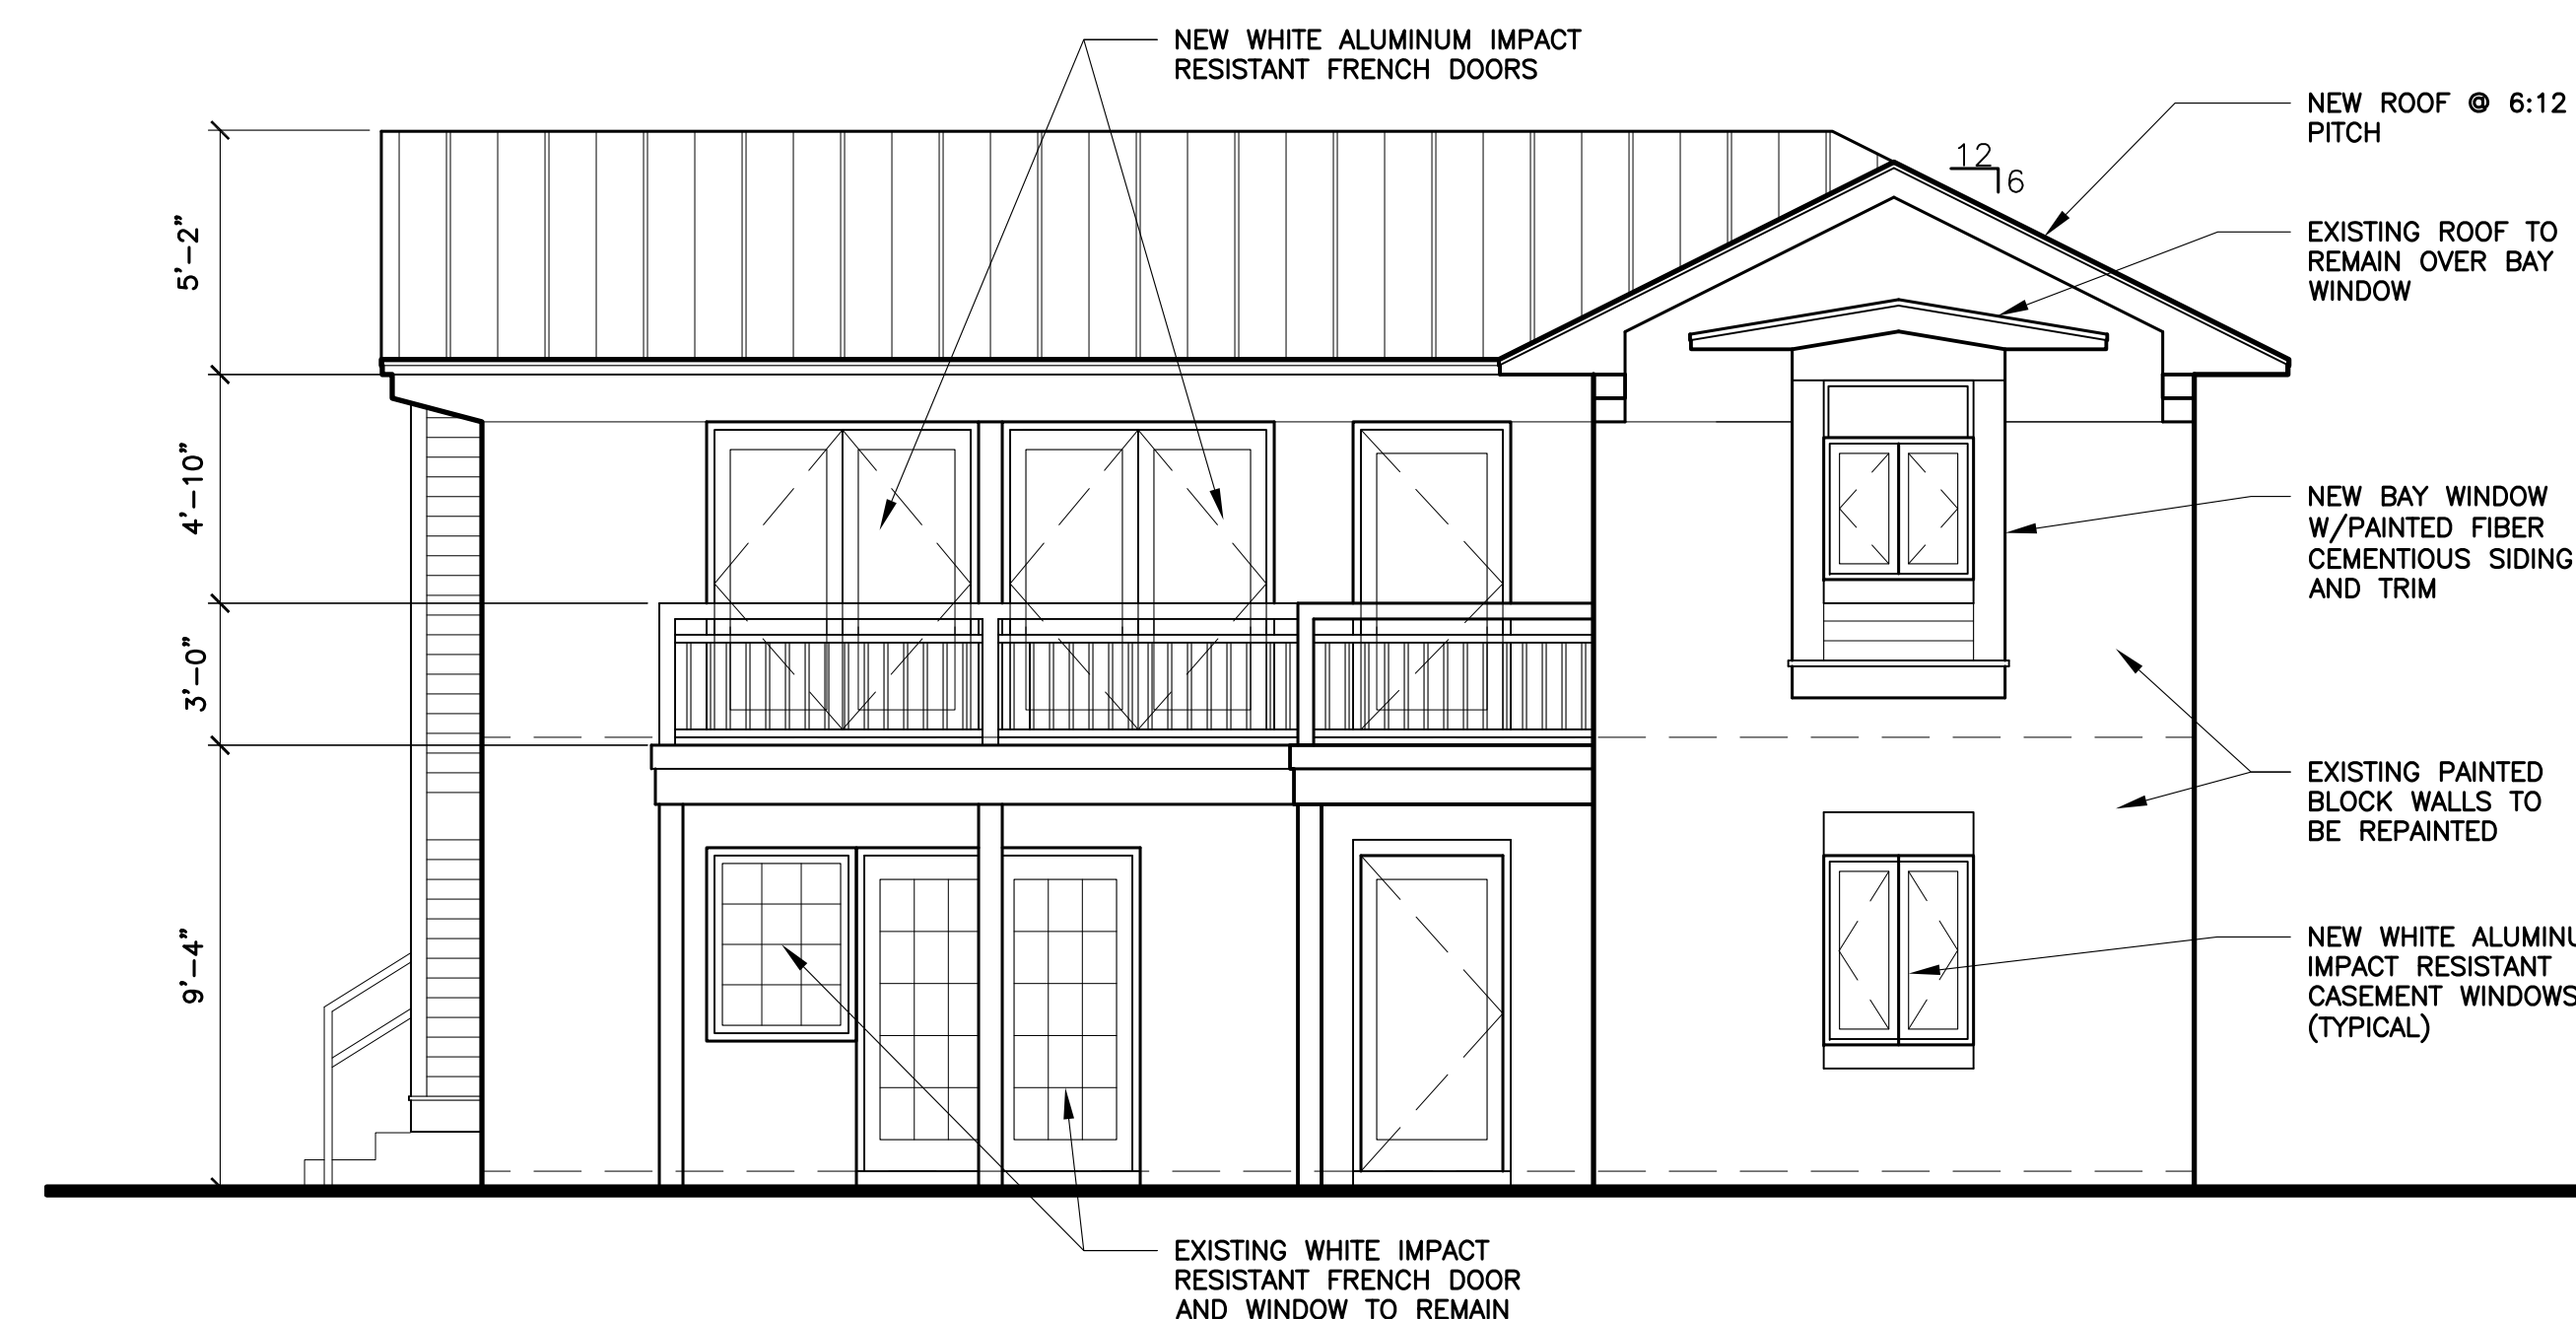 NEW WHITE ALUMINUM IMPACT
RESISTANT FRENCH DOORS
NEW ROOF @ 6:12
PITCH
12
6
EXISTING ROOF TO
REMAIN OVER BAY
WINDOW
5'-2"
4'-10"
3'-0"
9'-4"
NEW BAY WINDOW
W/PAINTED FIBER
CEMENTIOUS SIDING
AND TRIM
EXISTING PAINTED
BLOCK WALLS TO
BE REPAINTED
NEW WHITE ALUMINU
IMPACT RESISTANT
CASEMENT WINDOWS
(TYPICAL)
EXISTING WHITE IMPACT
RESISTANT FRENCH DOOR
AND WINDOW TO REMAIN